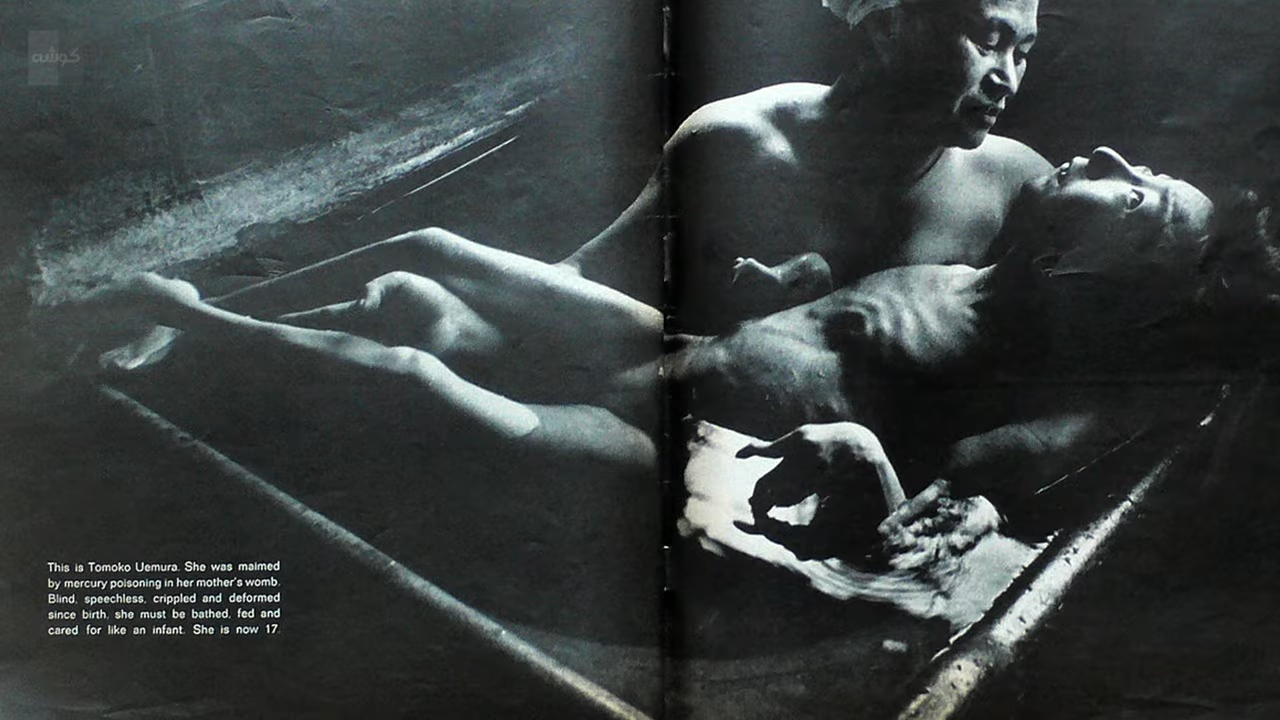 گوشه
This is Tomoko Uemura. She was maimed
by mercury poisoning in her mother's womb.
Blind, speechless, crippled and deformed
since birth, she must be bathed, fed and
cared for like an infant. She is now 17.